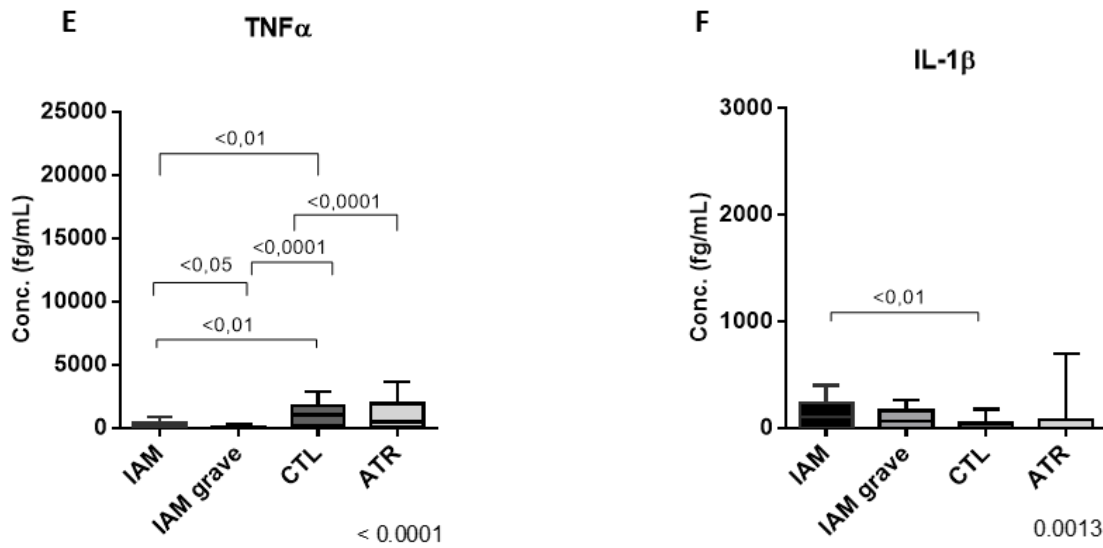 E
TNFα
Conc. (fg/mL)
25000
20000
15000
10000
5000
0
<0,01
<0,0001
<0,0001
<0,05
<0,01
IAM
IAM grave
CTL
ATR
< 0.0001
F
IL-1β
Conc. (fg/mL)
3000
2000
1000
0
<0,01
IAM
IAM grave
CTL
ATR
0.0013